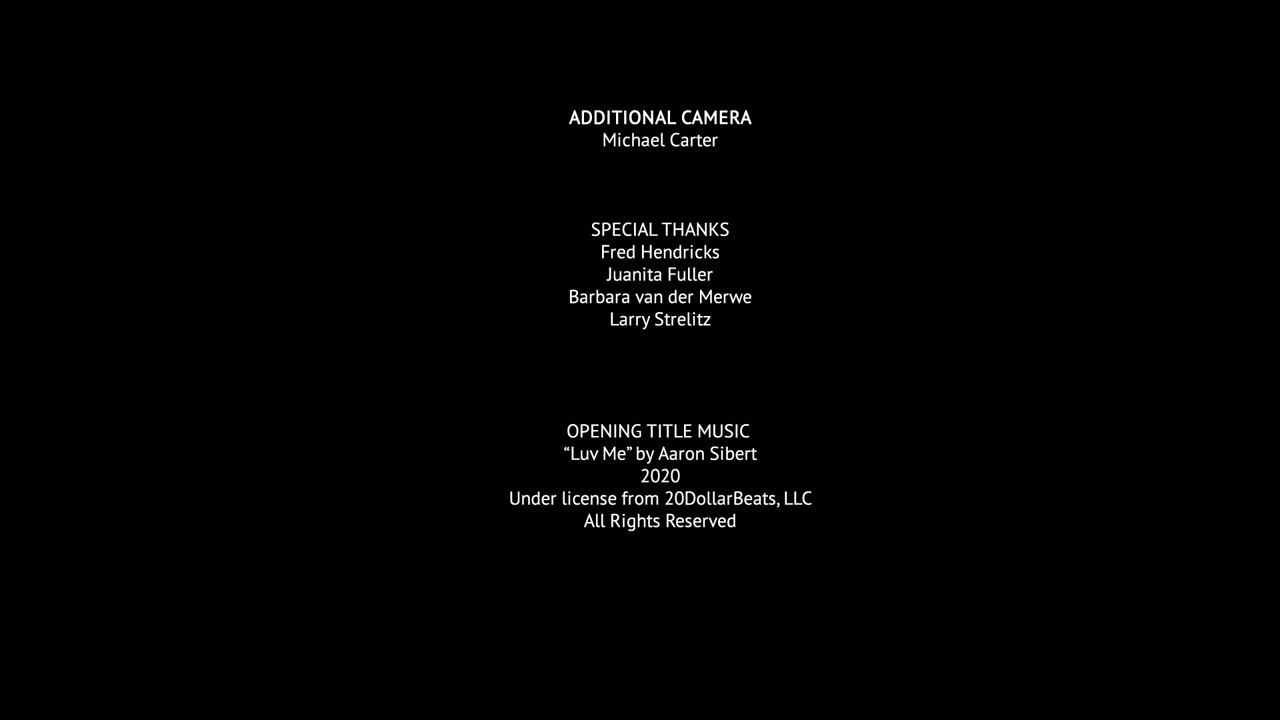 ADDITIONAL CAMERA
Michael Carter
SPECIAL THANKS
Fred Hendricks
Juanita Fuller
Barbara van der Merwe
Larry Strelitz
OPENING TITLE MUSIC
“Luv Me” by Aaron Sibert
2020
Under license from 20DollarBeats, LLC
All Rights Reserved